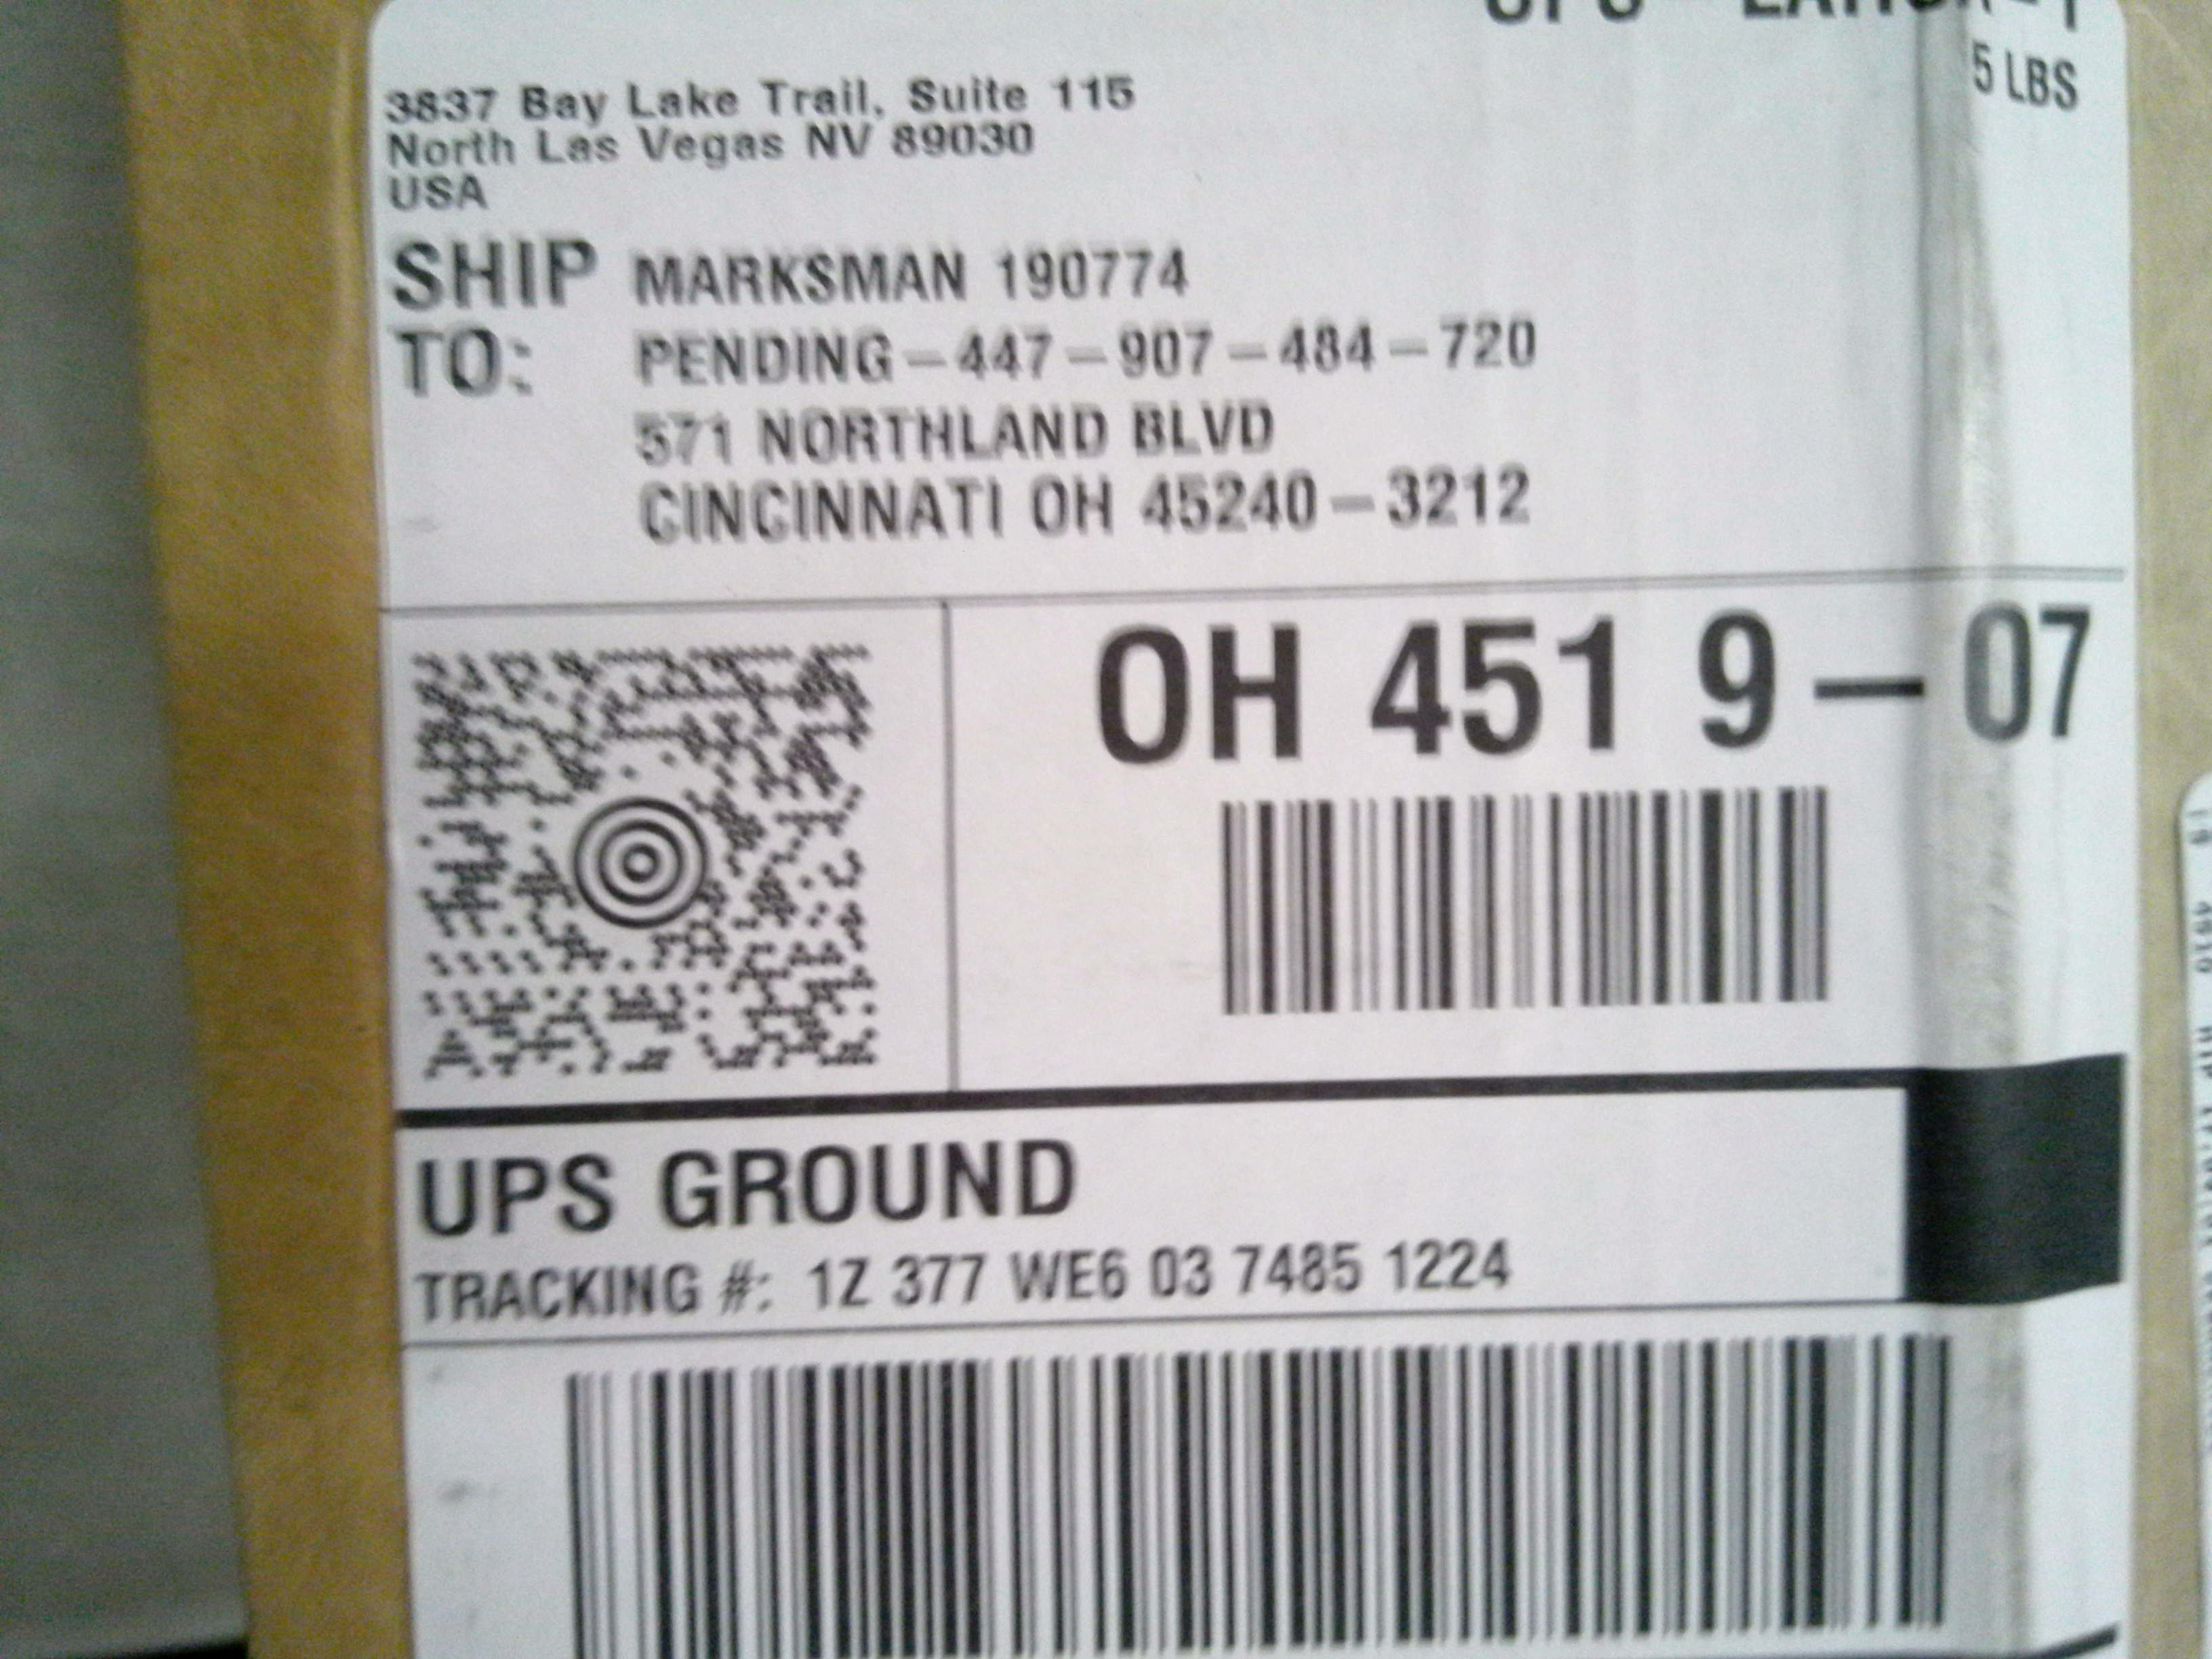 5 LBS
3837 Bay Lake Trail, Suite 115
North Las Vegas NV 89030
USA
SHIP TO:
MARKSMAN 190774
PENDING-447-907-484-720
571 NORTHLAND BLVD
CINCINNATI OH 45240-3212
OH 451 9-07
UPS GROUND
TRACKING #: 1Z 377 WE6 03 7485 1224